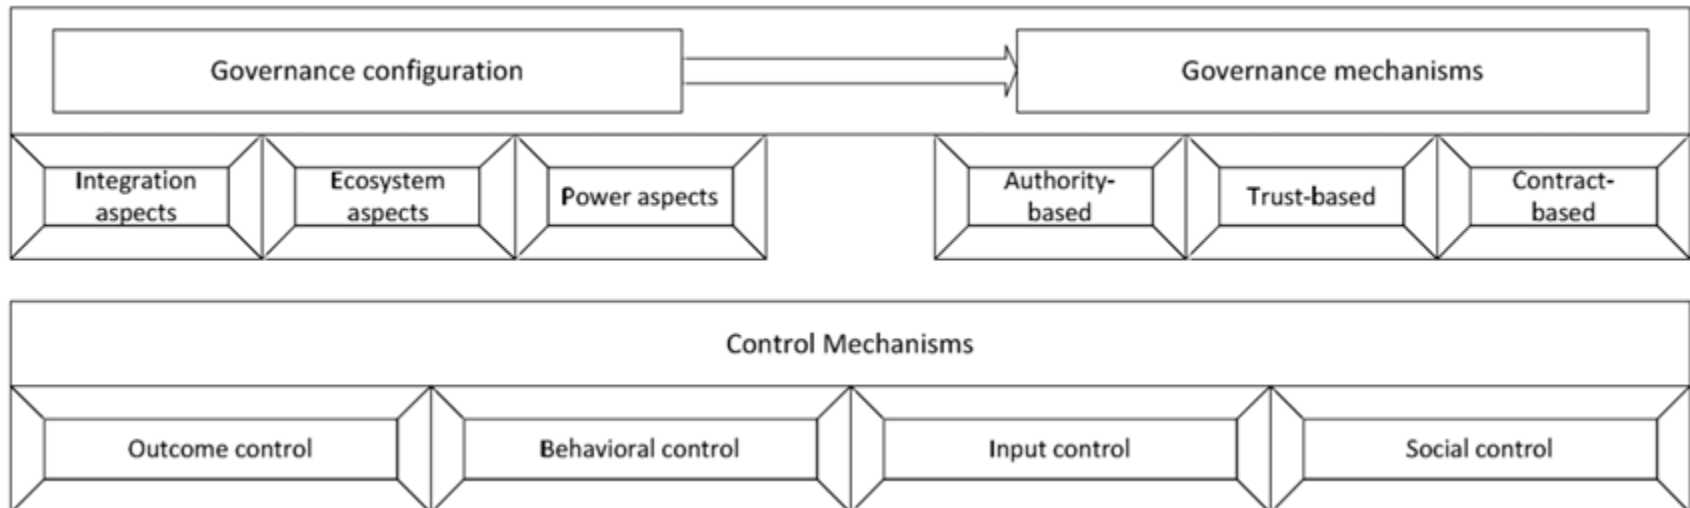 Governance configuration
Governance mechanisms
Integration
aspects
Ecosystem
aspects
Power aspects
Authority-
based
Trust-based
Contract-
based
Control Mechanisms
Outcome control
Behavioral control
Input control
Social control